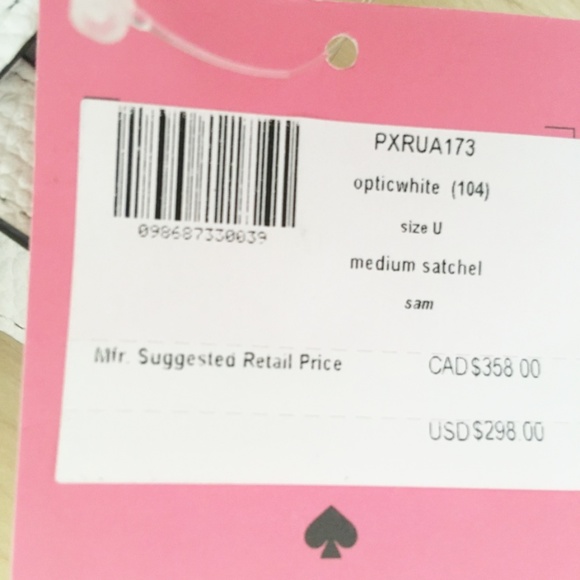 PXRUA173
opticwhite (104)
size U
medium satchel
sam
098687330039
Mfr. Suggested Retail Price CAD$358.00
USD$298.00